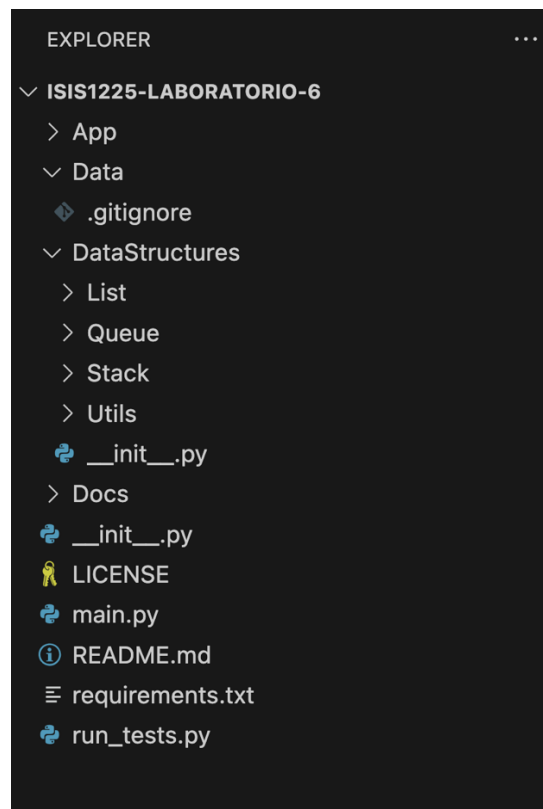 EXPLORER
ISIS1225-LABORATORIO-6
App
Data
.gitignore
DataStructures
List
Queue
Stack
Utils
__init__.py
Docs
__init__.py
LICENSE
main.py
README.md
requirements.txt
run_tests.py